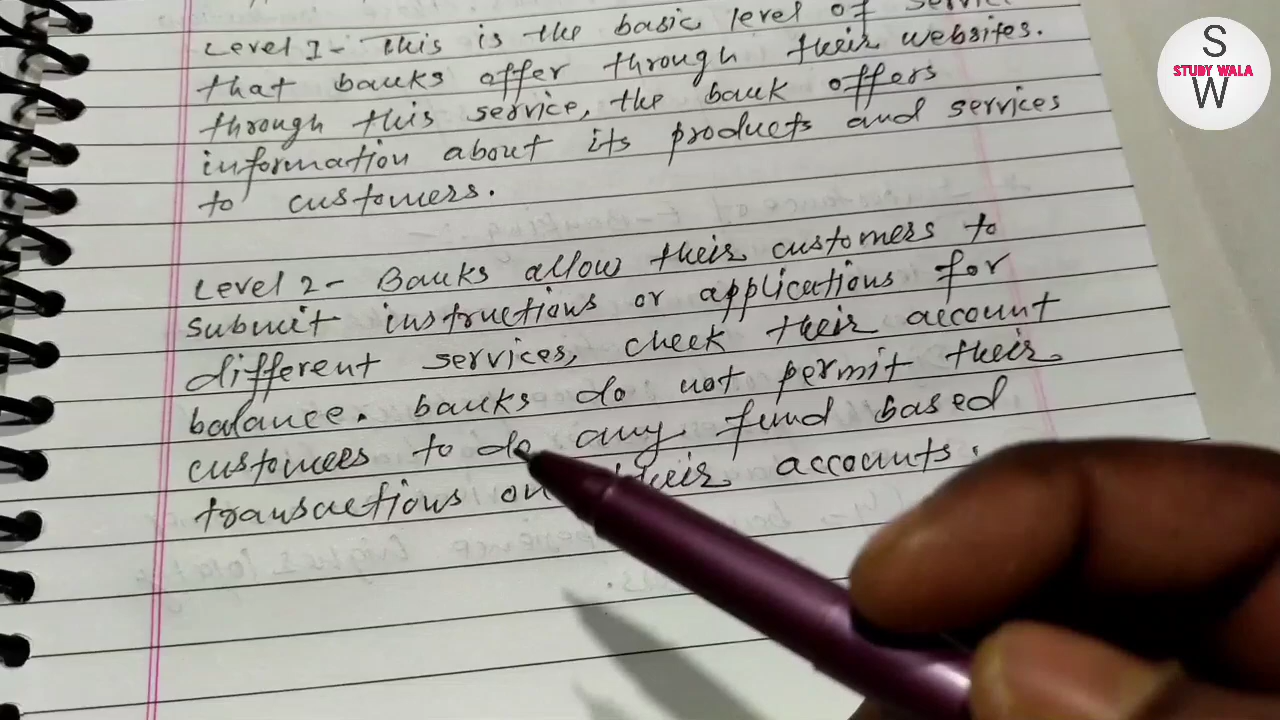 Level 1 - This is the basic level of service
that banks offer through their websites.
through this service, the bank offers
information about its products and services
to customers.
Level 2 - Banks allow their customers to
submit instructions or applications for
different services, check their account
balance. banks do not permit their
customers to do any fund based
transactions on their accounts.
S
STUDY WALA
W